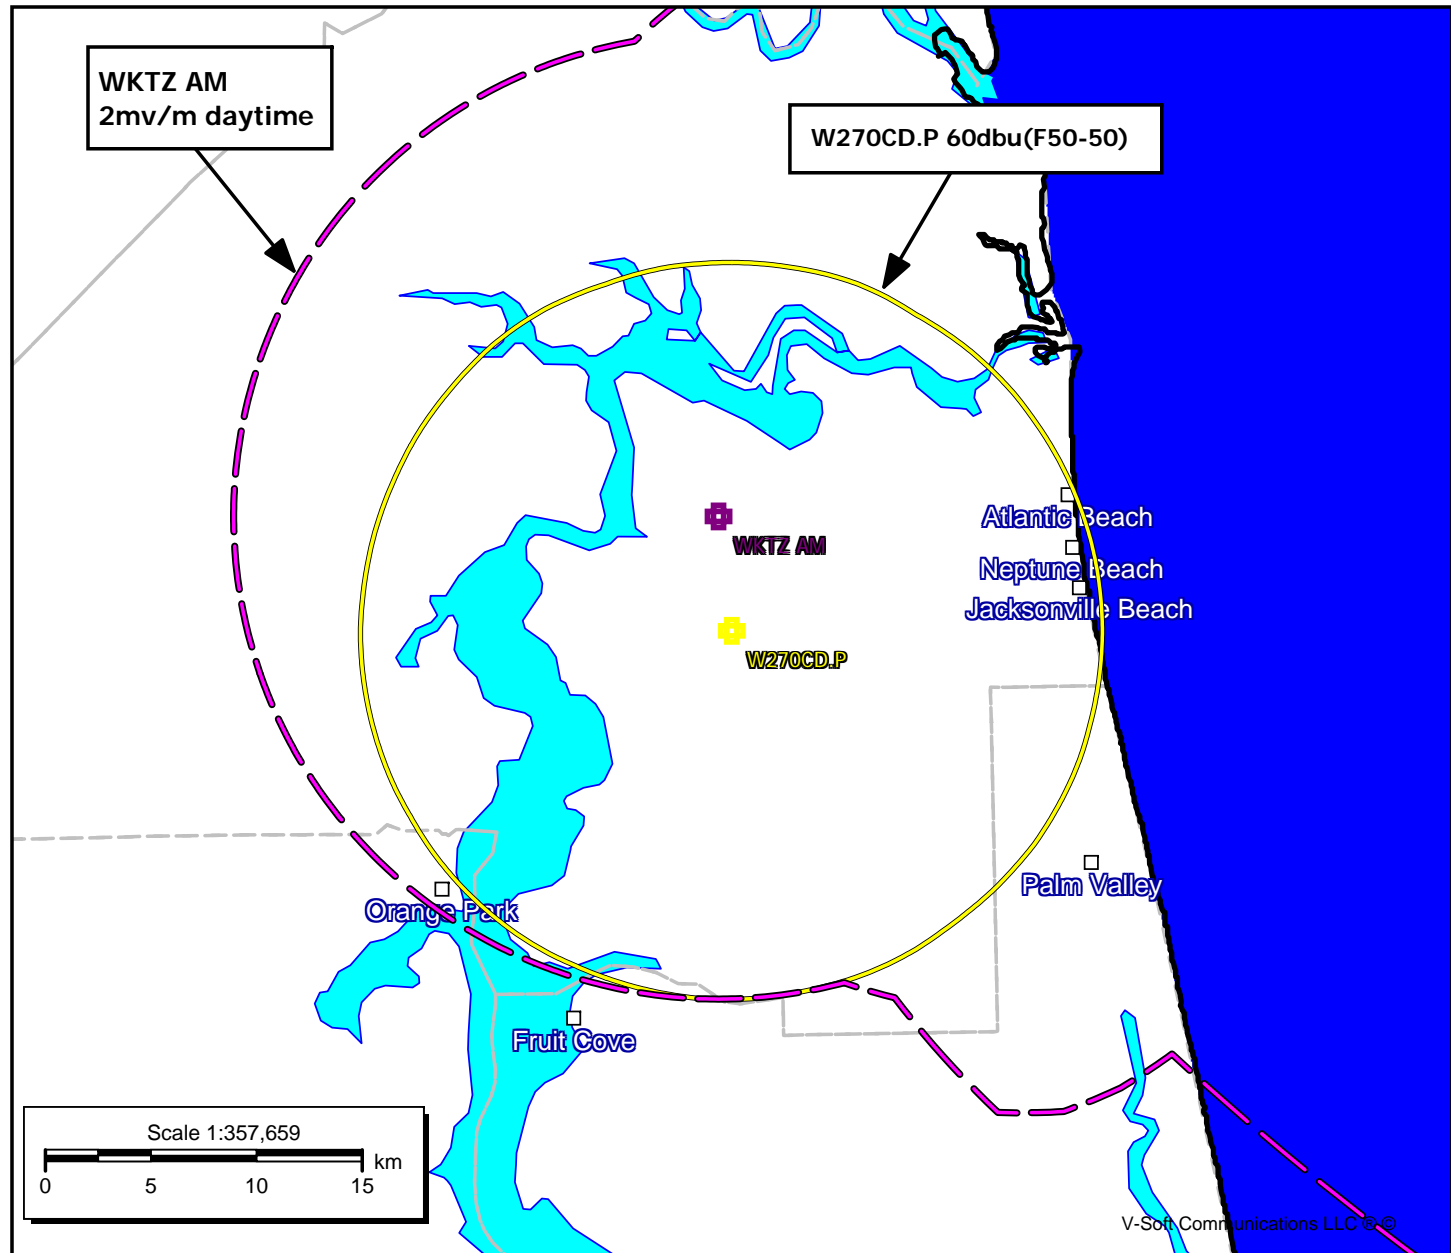 WKTZ AM
2mv/m daytime
W270CD.P 60dbu(F50-50)
Atlantic Beach
WKTZ AM
Neptune Beach
Jacksonville Beach
W270CD.P
Palm Valley
Orange Park
Fruit Cove
Scale 1:357,659
km
0 5 10 15
V-Soft Communications LLC ® ©